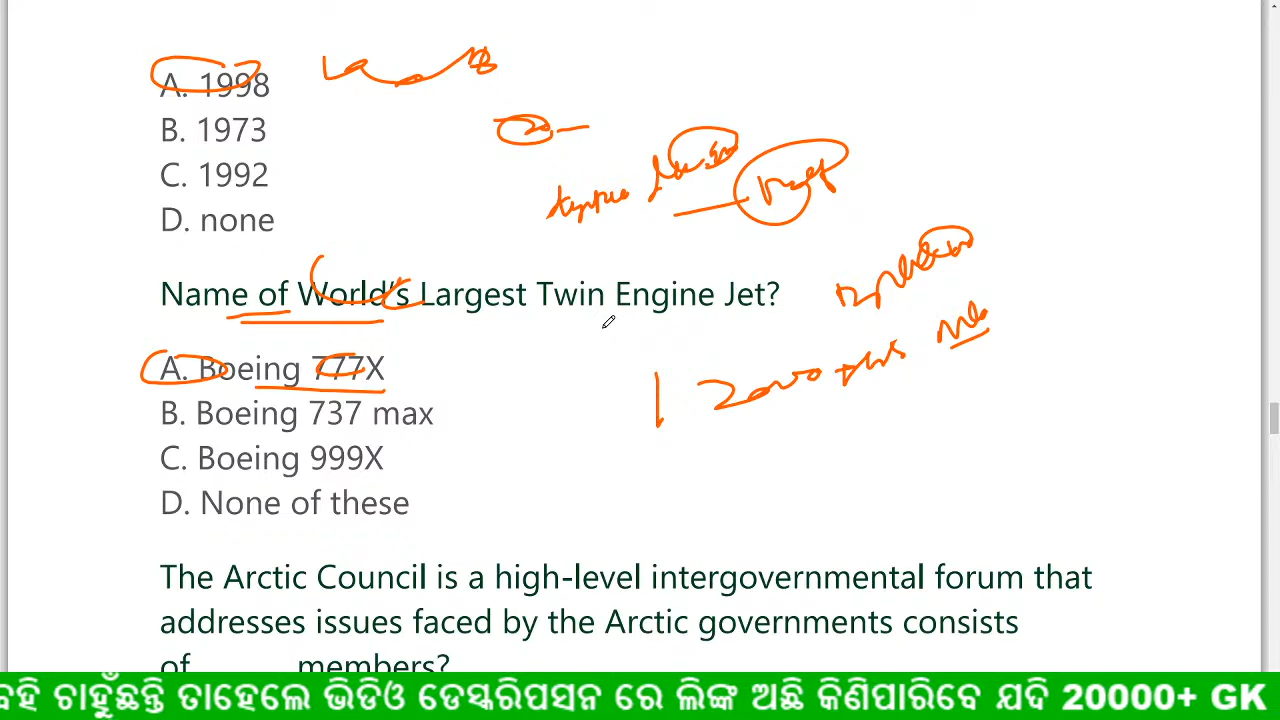 A. 1998
B. 1973
C. 1992
D. none
Name of World's Largest Twin Engine Jet?
A. Boeing 777X
B. Boeing 737 max
C. Boeing 999X
D. None of these
The Arctic Council is a high-level intergovernmental forum that
addresses issues faced by the Arctic governments consists
of ______ members?
ବହି ଚାହୁଁଛନ୍ତି ତାହେଲେ ଭିଡିଓ ଡେସ୍କରିପସନ ରେ ଲିଙ୍କ ଅଛି କିଣିପାରିବେ ଯଦି 20000+ GK